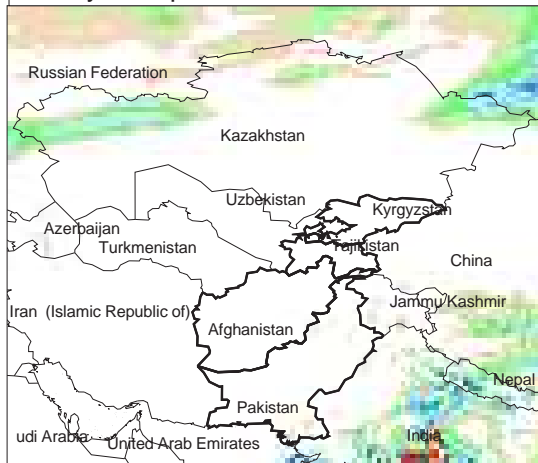 Russian Federation
Kazakhstan
Uzbekistan
Kyrgyzstan
Azerbaijan
Turkmenistan
Tajikistan
China
Iran (Islamic Republic of)
Jammu Kashmir
Afghanistan
Nepal
Pakistan
udi Arabia
United Arab Emirates
India